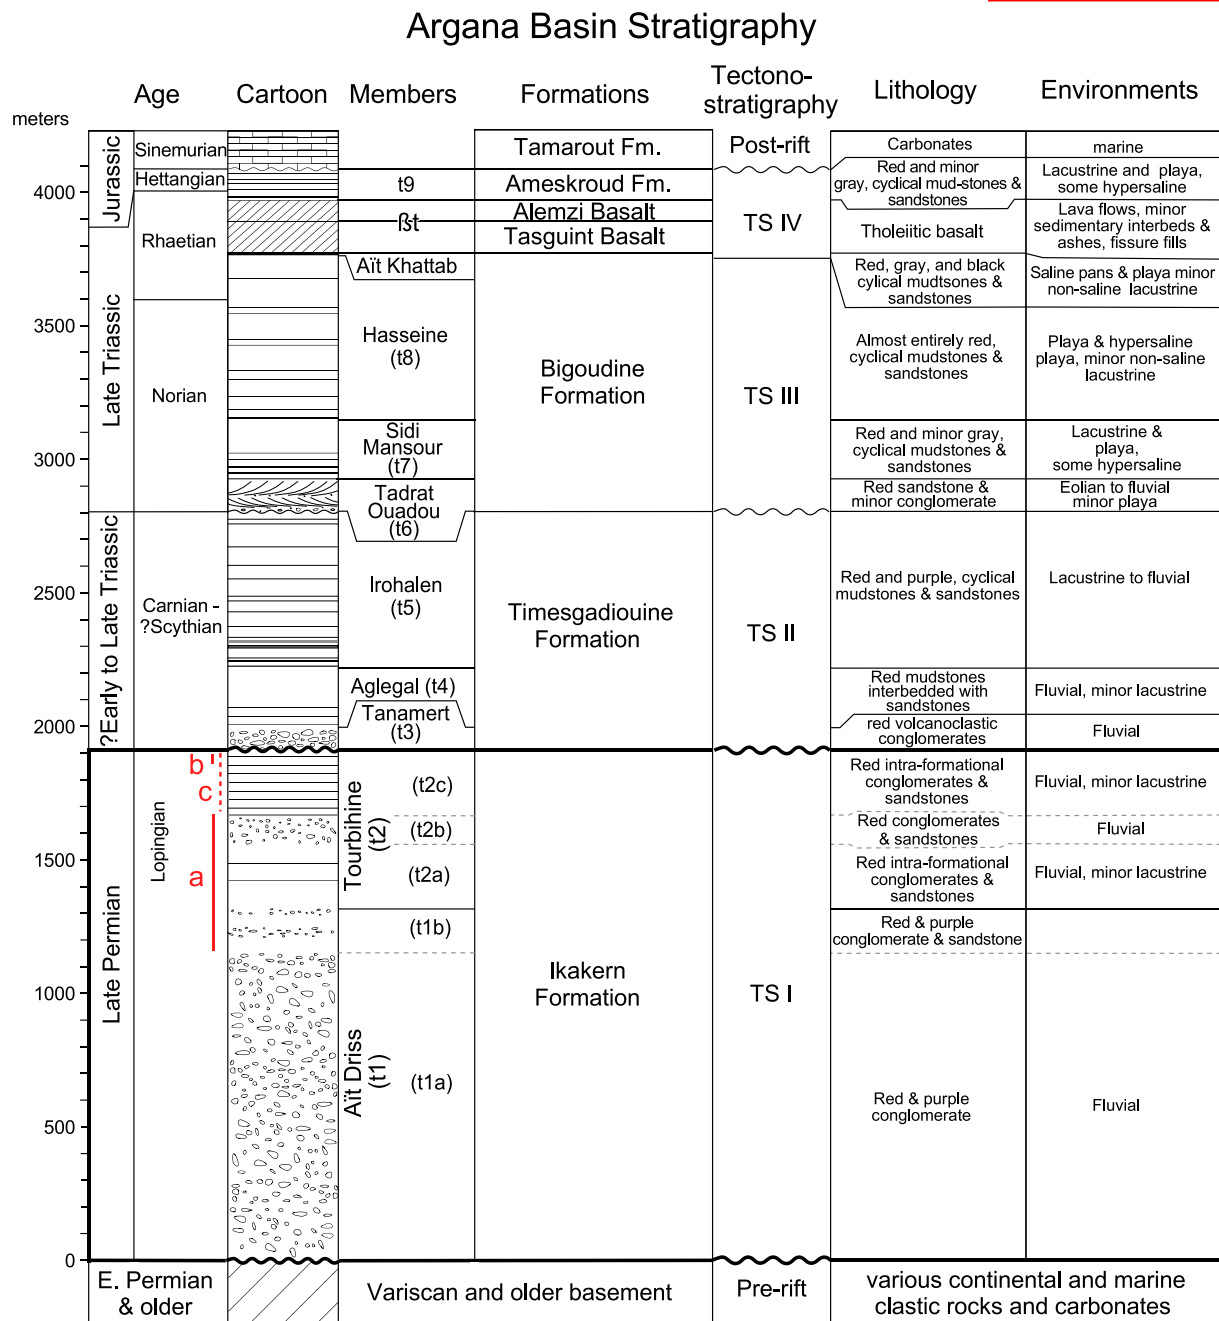 Argana Basin Stratigraphy
meters
Age
Cartoon
Members
Formations
Tectono-
stratigraphy
Lithology
Environments
4000
3500
3000
2500
2000
1500
1000
500
0
Jurassic
Late Triassic
?Early to Late Triassic
Late Permian
Sinemurian
Hettangian
Rhaetian
Norian
Carnian -
?Scythian
Lopingian
b
c
a
t9
ßt
Aït Khattab
Hasseine
(t8)
Sidi
Mansour
(t7)
Tadrat
Ouadou
(t6)
Irohalen
(t5)
Aglegal (t4)
Tanamert
(t3)
Tourbihine
(t2)
(t2c)
(t2b)
(t2a)
Aït Driss
(t1)
(t1b)
(t1a)
Tamarout Fm.
Ameskroud Fm.
Alemzi Basalt
Tasguint Basalt
Bigoudine
Formation
Timesgadiouine
Formation
Ikakern
Formation
Post-rift
TS IV
TS III
TS II
TS I
Carbonates
Red and minor
gray, cyclical mud-stones &
sandstones
Tholeiitic basalt
Red, gray, and black
cylical mudtsones &
sandstones
Almost entirely red,
cyclical mudstones &
sandstones
Red and minor gray,
cyclical mudstones &
sandstones
Red sandstone &
minor conglomerate
Red and purple, cyclical
mudstones & sandstones
Red mudstones
interbedded with
sandstones
red volcanoclastic
conglomerates
Red intra-formational
conglomerates &
sandstones
Red conglomerates
& sandstones
Red intra-formational
conglomerates &
sandstones
Red & purple
conglomerate & sandstone
Red & purple
conglomerate
marine
Lacustrine and playa,
some hypersaline
Lava flows, minor
sedimentary interbeds &
ashes, fissure fills
Saline pans & playa minor
non-saline lacustrine
Playa & hypersaline
playa, minor non-saline
lacustrine
Lacustrine &
playa,
some hypersaline
Eolian to fluvial
minor playa
Lacustrine to fluvial
Fluvial, minor lacustrine
Fluvial
Fluvial, minor lacustrine
Fluvial
Fluvial, minor lacustrine
Fluvial
E. Permian
& older
Variscan and older basement
Pre-rift
various continental and marine
clastic rocks and carbonates